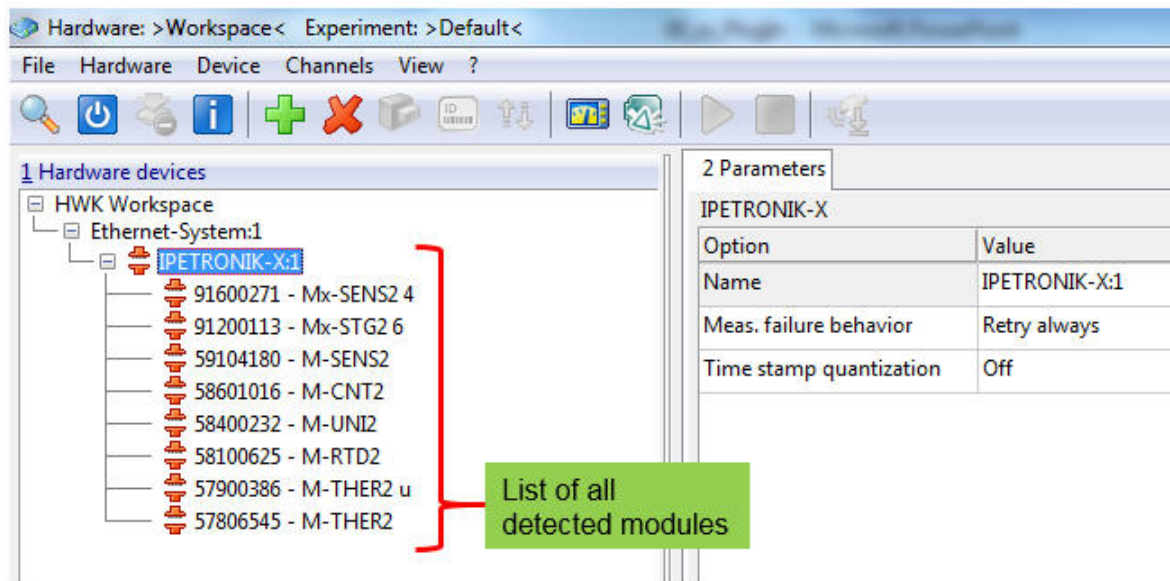 Hardware: >Workspace< Experiment: >Default<
File Hardware Device Channels View ?
1 Hardware devices
HWK Workspace
Ethernet-System:1
IPETRONIK-X:1
91600271 - Mx-SENS2 4
91200113 - Mx-STG2 6
59104180 - M-SENS2
58601016 - M-CNT2
58400232 - M-UNI2
58100625 - M-RTD2
57900386 - M-THER2 u
57806545 - M-THER2
List of all
detected modules
2 Parameters
IPETRONIK-X
Option Value
Name IPETRONIK-X:1
Meas. failure behavior Retry always
Time stamp quantization Off